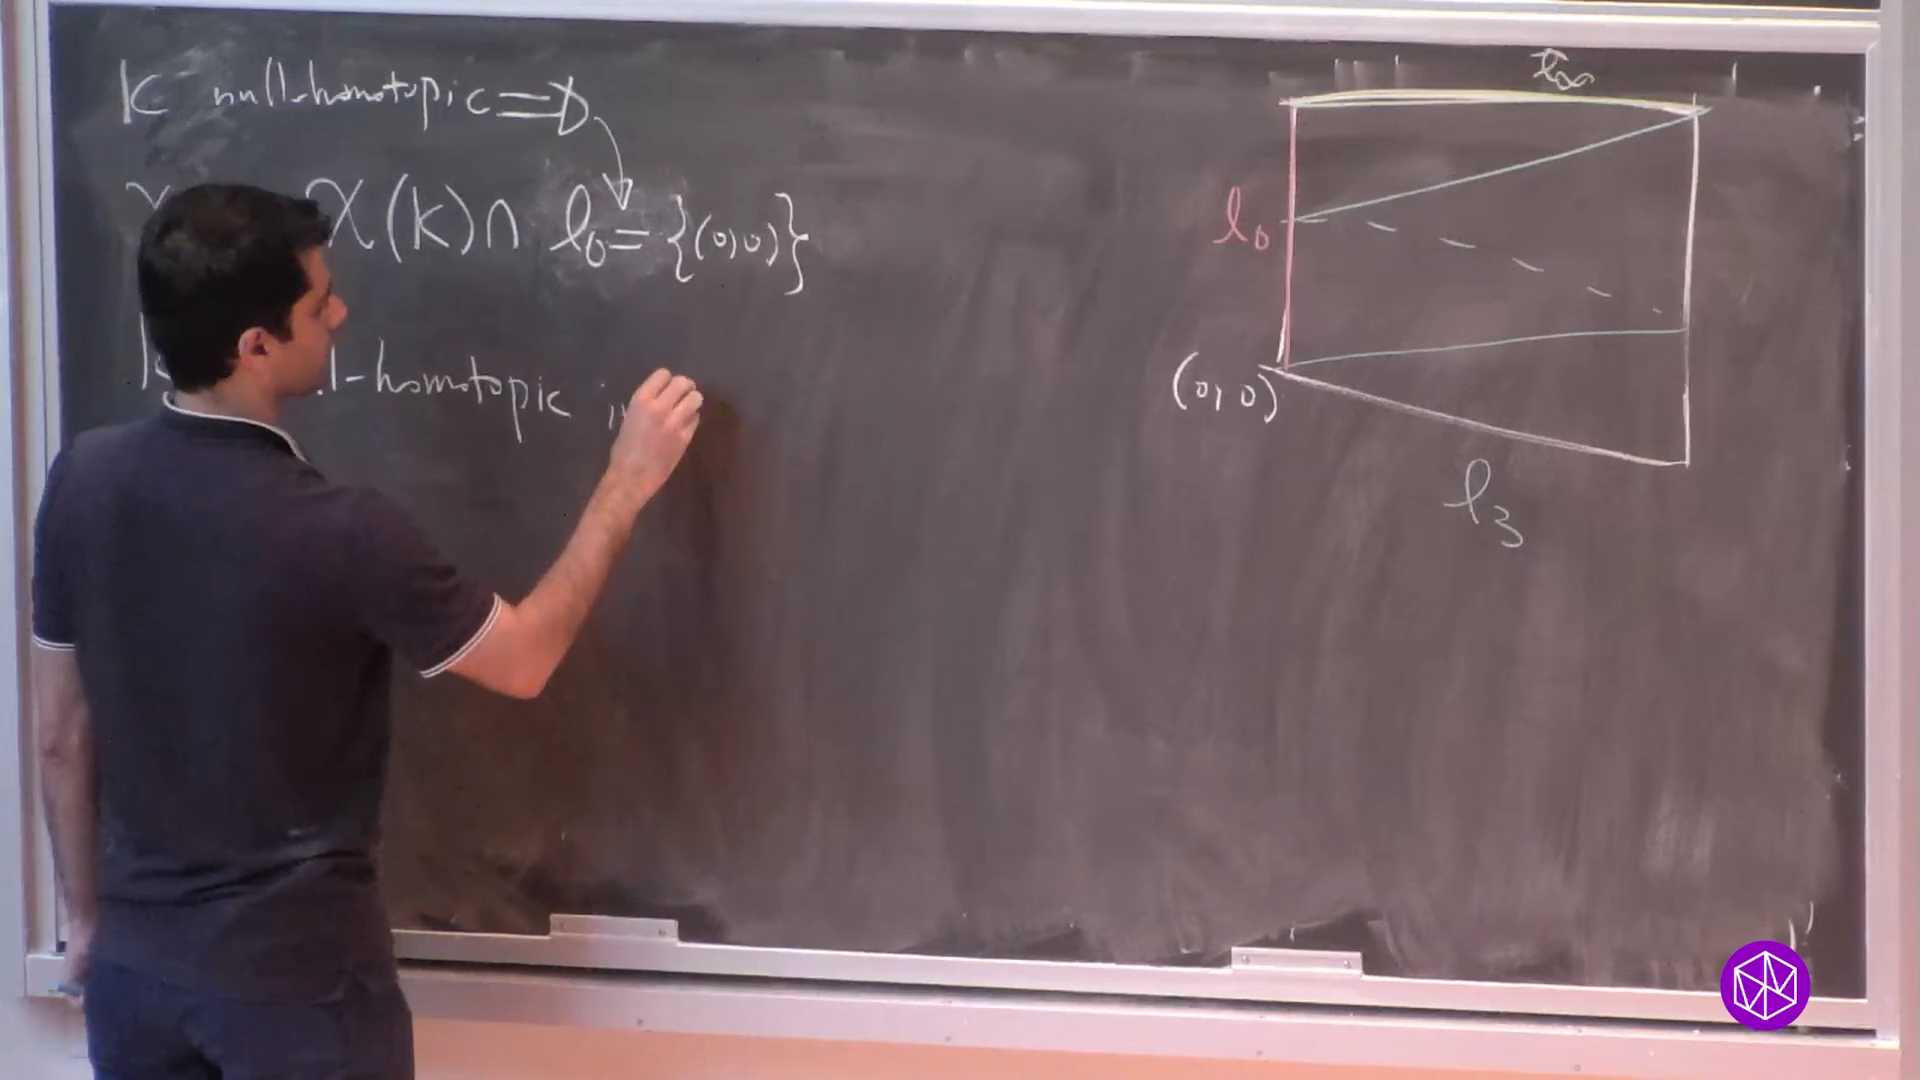 K null-homotopic ⟹
χ(K) ∩ l₀ = {(0,0)}
l-homotopic
l∞
l₀
(0, 0)
l₃